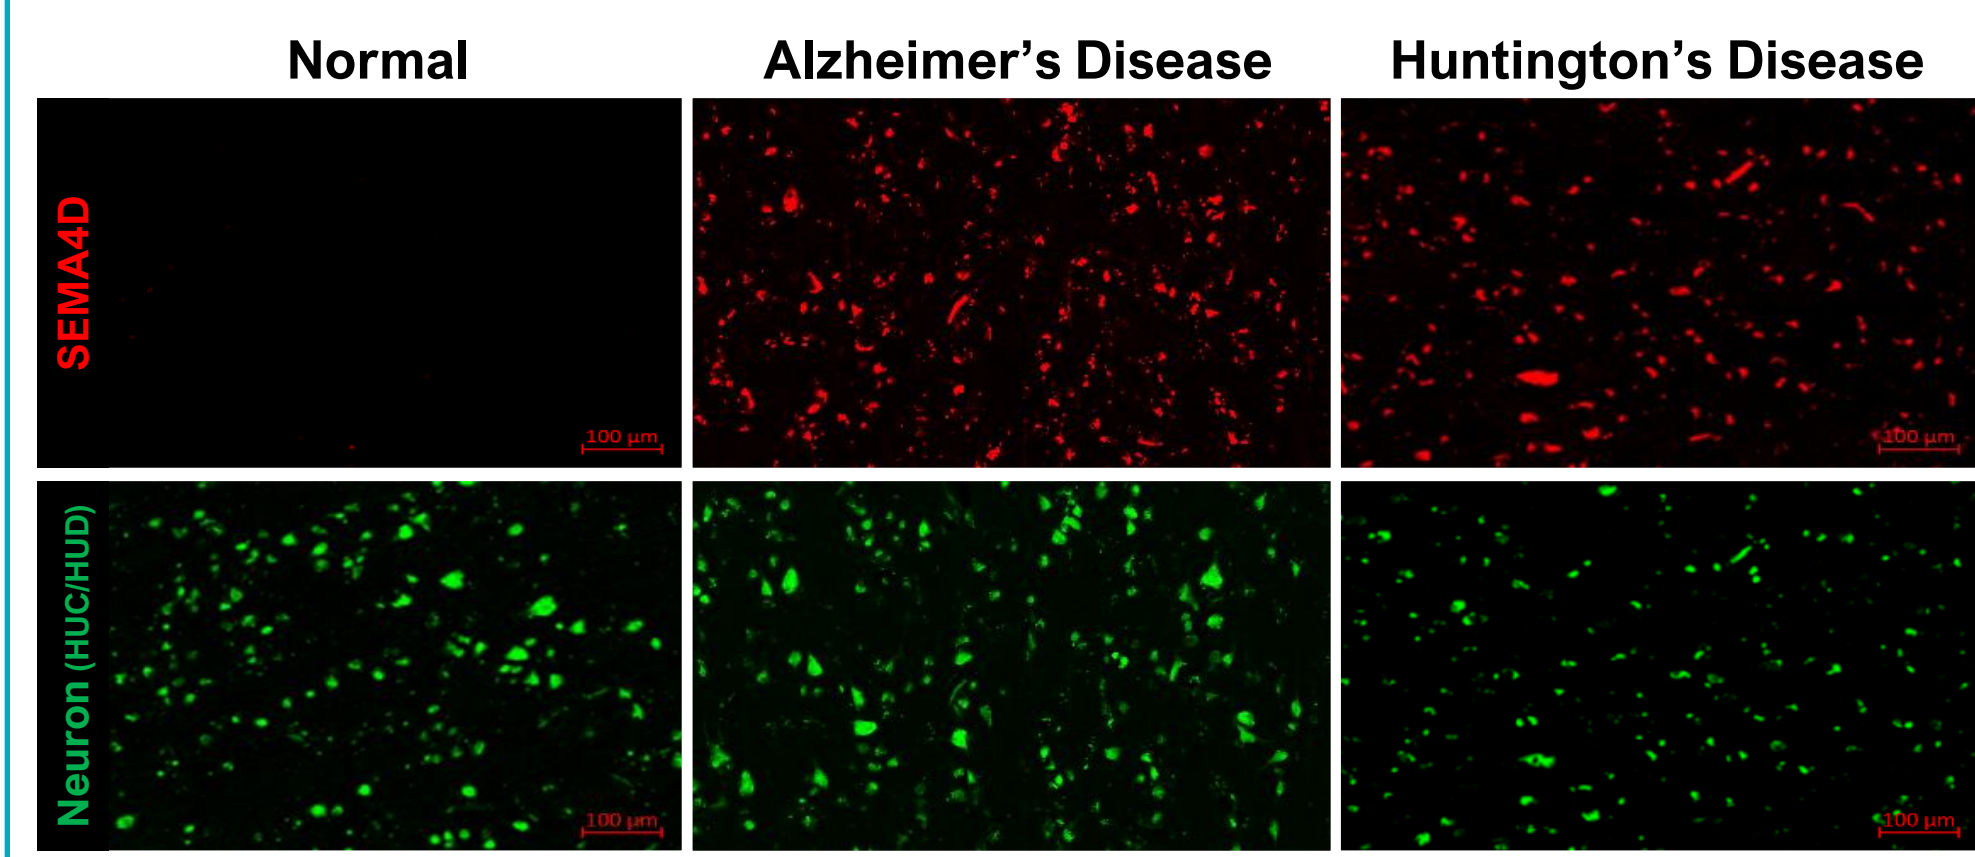 Normal
Alzheimer's Disease
Huntington's Disease
SEMA4D
100 µm
100 µm
Neuron (HUC/HUD)
100 µm
100 µm